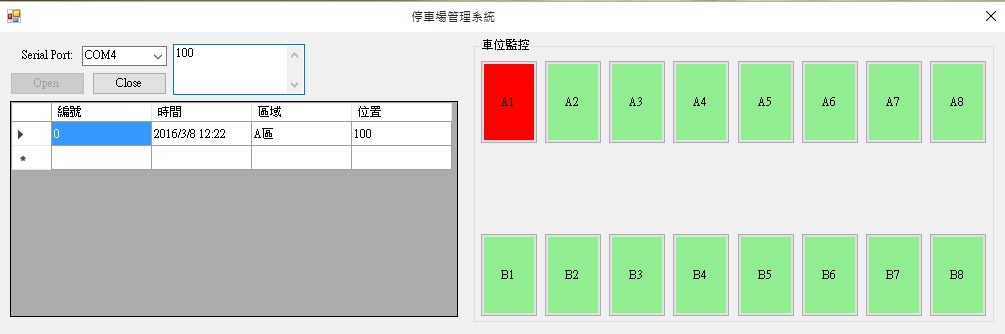 停車場管理系統
Serial Port: COM4
100
Open Close
編號 時間 區域 位置
0 2016/3/8 12:22 A區 100
車位監控
A1 A2 A3 A4 A5 A6 A7 A8
B1 B2 B3 B4 B5 B6 B7 B8